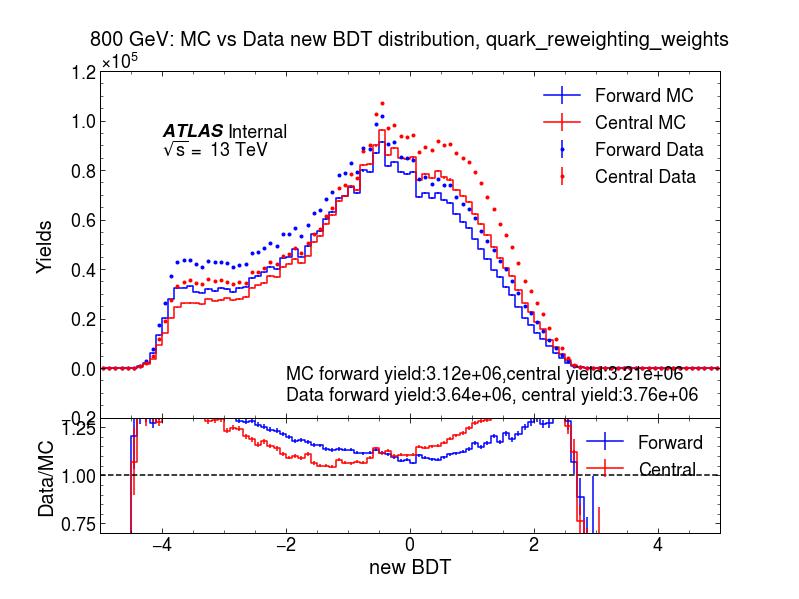 800 GeV: MC vs Data new BDT distribution, quark_reweighting_weights
×10⁵
1.2
1.0
0.8
0.6
0.4
0.2
0.0
0.2
Yields
ATLAS Internal
√s = 13 TeV
Forward MC
Central MC
Forward Data
Central Data
MC forward yield:3.12e+06,central yield:3.21e+06
Data forward yield:3.64e+06, central yield:3.76e+06
1.25
1.00
0.75
Data/MC
Forward
Central
−4 −2 0 2 4
new BDT